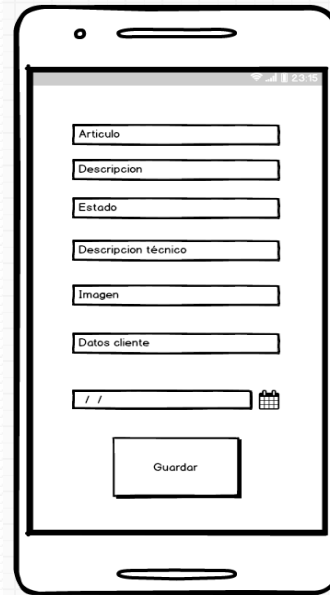 23:15
Articulo
Descripcion
Estado
Descripcion técnico
Imagen
Datos cliente
/ /
Guardar